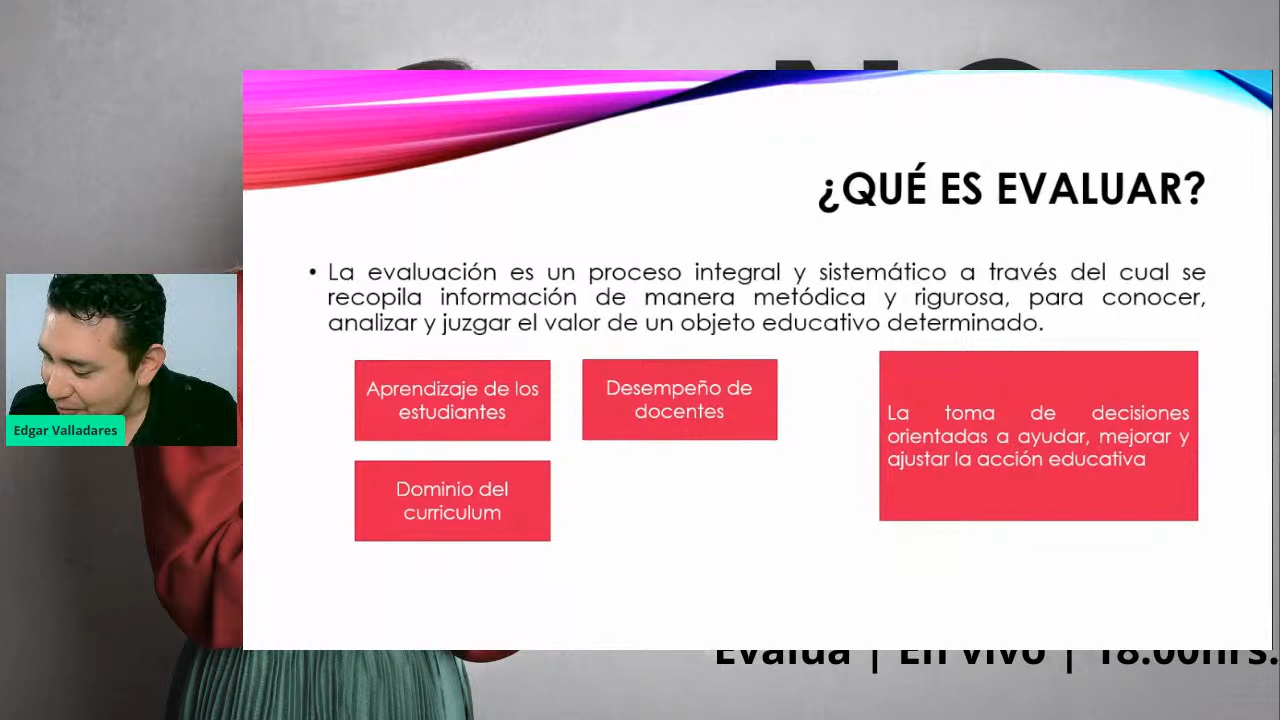 ¿QUÉ ES EVALUAR?
• La evaluación es un proceso integral y sistemático a través del cual se
recopila información de manera metódica y rigurosa, para conocer,
analizar y juzgar el valor de un objeto educativo determinado.
Aprendizaje de los
estudiantes
Desempeño de
docentes
La toma de decisiones
orientadas a ayudar, mejorar y
ajustar la acción educativa
Dominio del
curriculum
Edgar Valladares
Evalúa | En vivo | 18:00hrs.